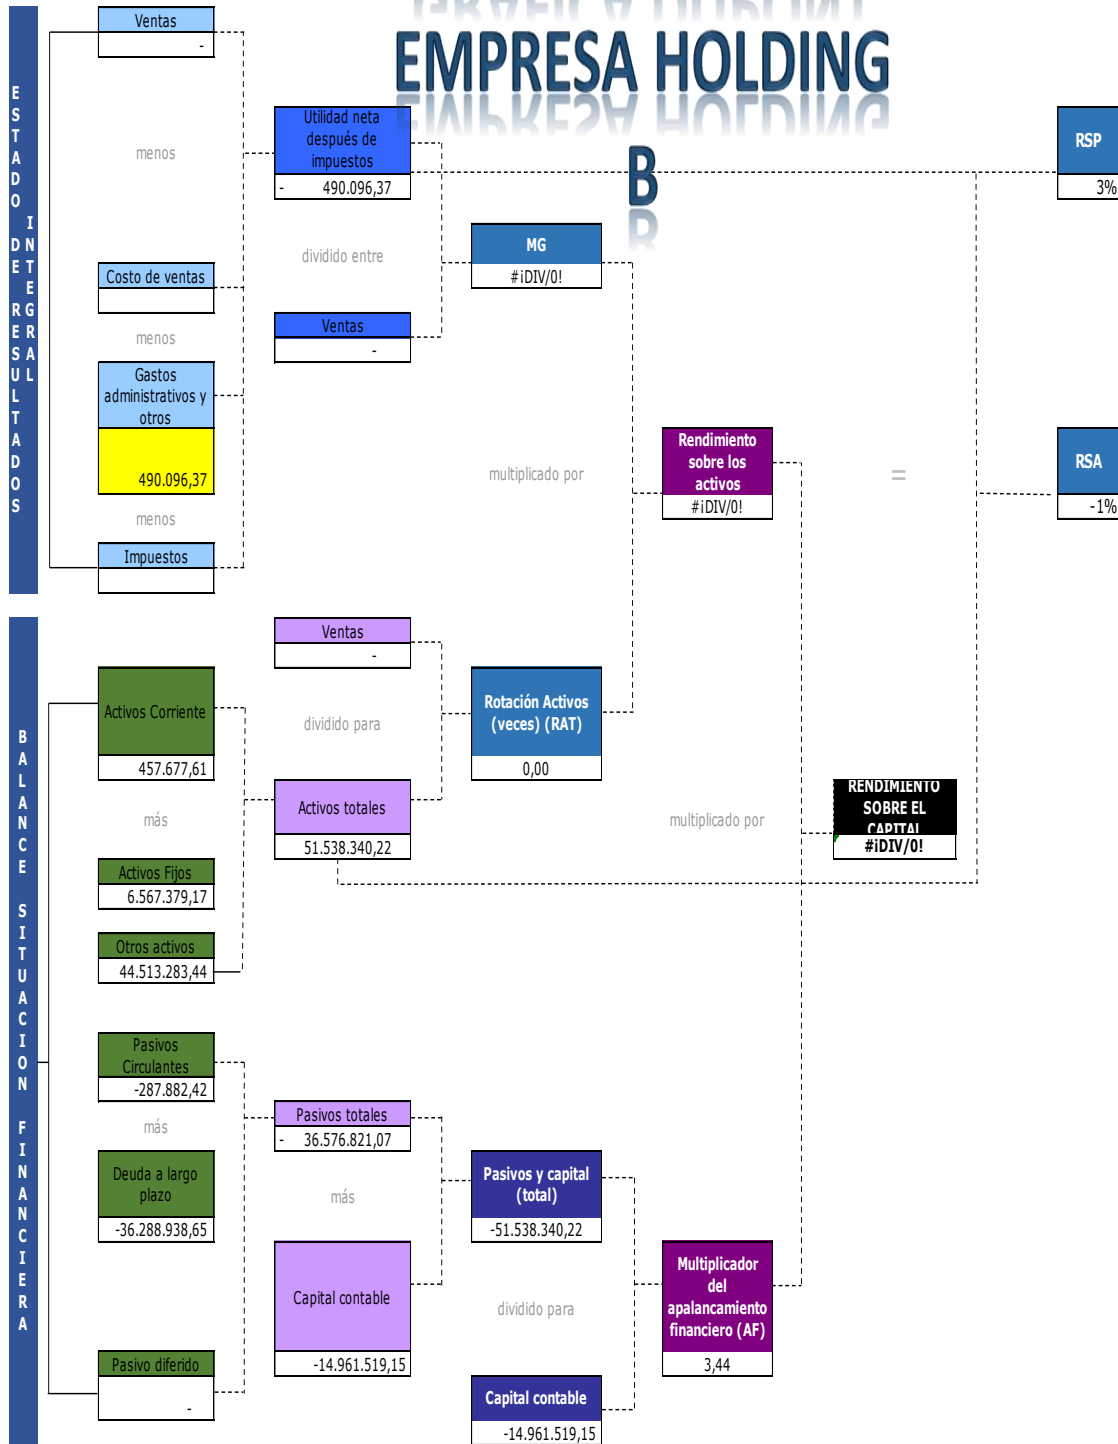 GRÁFICA DUPONT
EMPRESA HOLDING
B
ESTADO DE RESULTADOS
INTEGRAL
Ventas
-
menos
Costo de ventas
menos
Gastos
administrativos y
otros
490.096,37
menos
Impuestos
Utilidad neta
después de
impuestos
- 490.096,37
dividido entre
Ventas
-
MG
#¡DIV/0!
multiplicado por
Rendimiento
sobre los
activos
#¡DIV/0!
=
RSP
3%
RSA
-1%
BALANCE SITUACION FINANCIERA
Ventas
-
dividido para
Activos totales
51.538.340,22
Rotación Activos
(veces) (RAT)
0,00
multiplicado por
RENDIMIENTO
SOBRE EL
CAPITAL
#¡DIV/0!
Activos Corriente
457.677,61
más
Activos Fijos
6.567.379,17
Otros activos
44.513.283,44
Pasivos
Circulantes
-287.882,42
más
Deuda a largo
plazo
-36.288.938,65
Pasivo diferido
-
Pasivos totales
- 36.576.821,07
más
Capital contable
-14.961.519,15
Pasivos y capital
(total)
-51.538.340,22
dividido para
Capital contable
-14.961.519,15
Multiplicador
del
apalancamiento
financiero (AF)
3,44